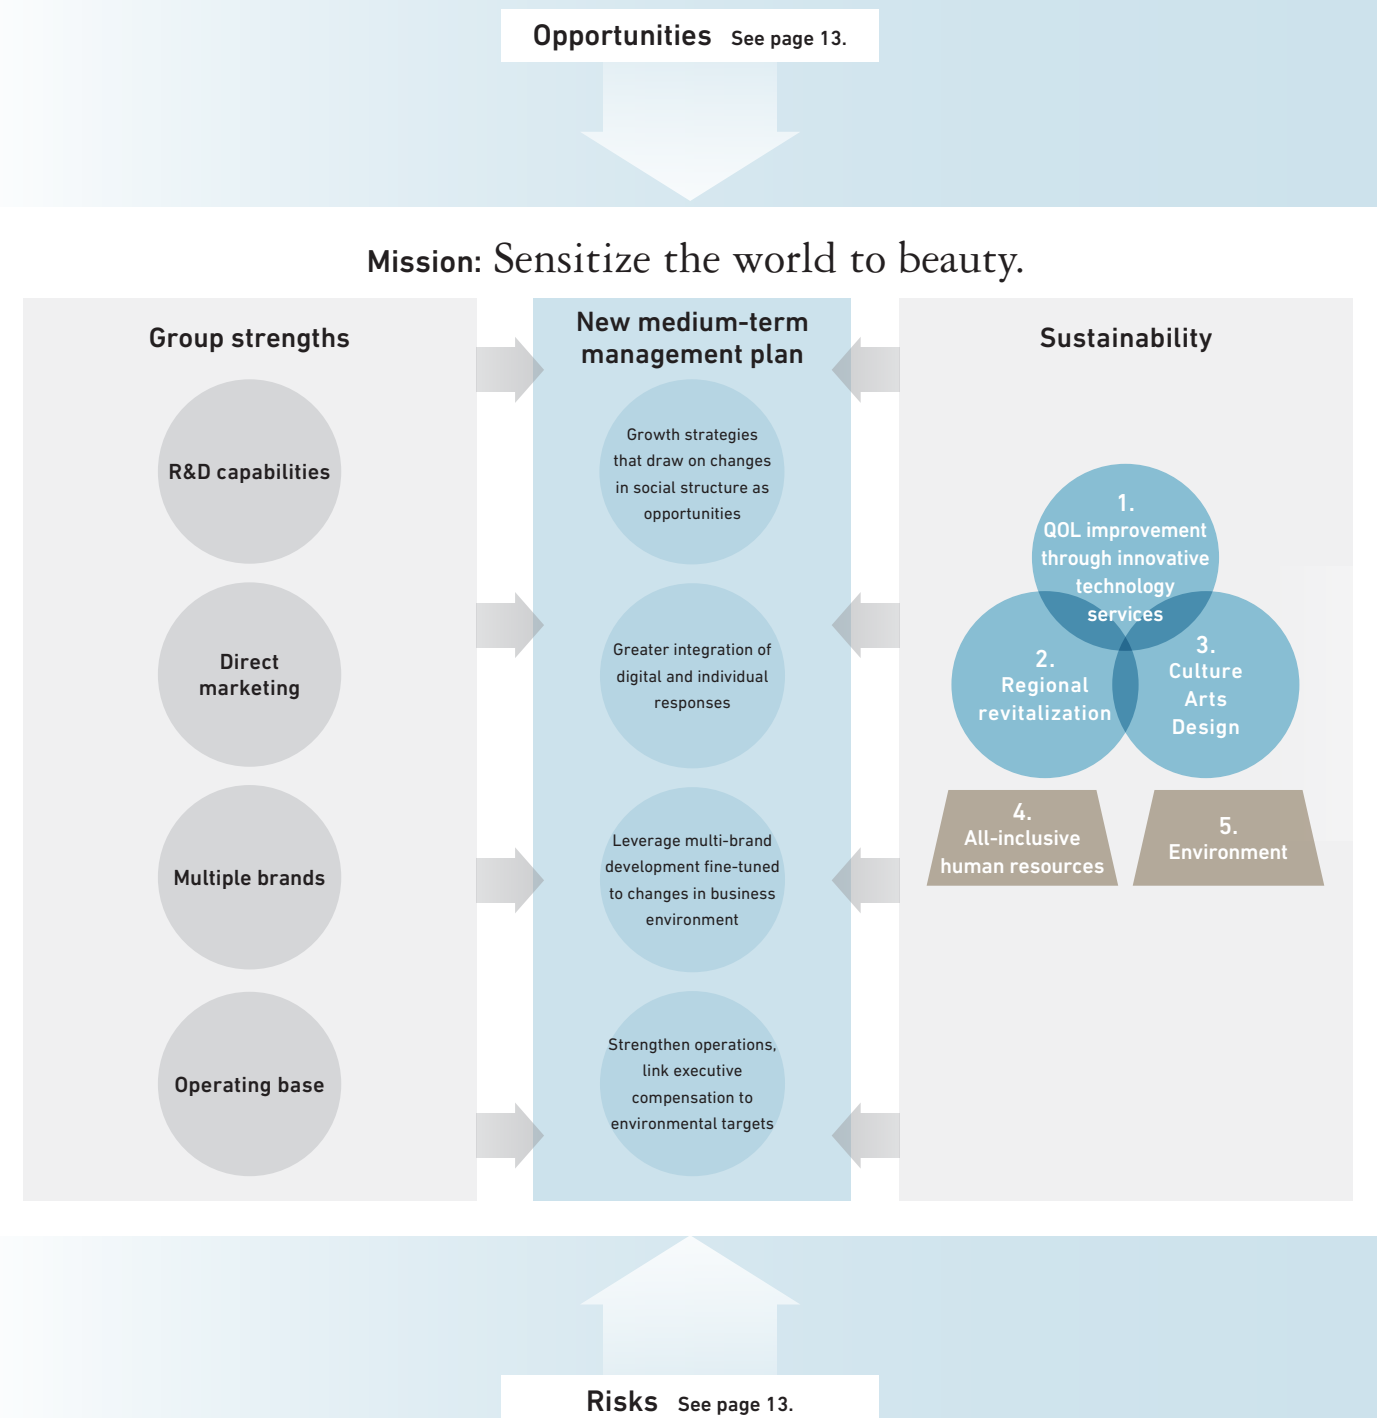 Opportunities See page 13.
Mission: Sensitize the world to beauty.
Group strengths
R&D capabilities
Direct
marketing
Multiple brands
Operating base
New medium-term
management plan
Growth strategies
that draw on changes
in social structure as
opportunities
Greater integration of
digital and individual
responses
Leverage multi-brand
development fine-tuned
to changes in business
environment
Strengthen operations,
link executive
compensation to
environmental targets
Sustainability
1.
QOL improvement
through innovative
technology
services
2.
Regional
revitalization
3.
Culture
Arts
Design
4.
All-inclusive
human resources
5.
Environment
Risks See page 13.